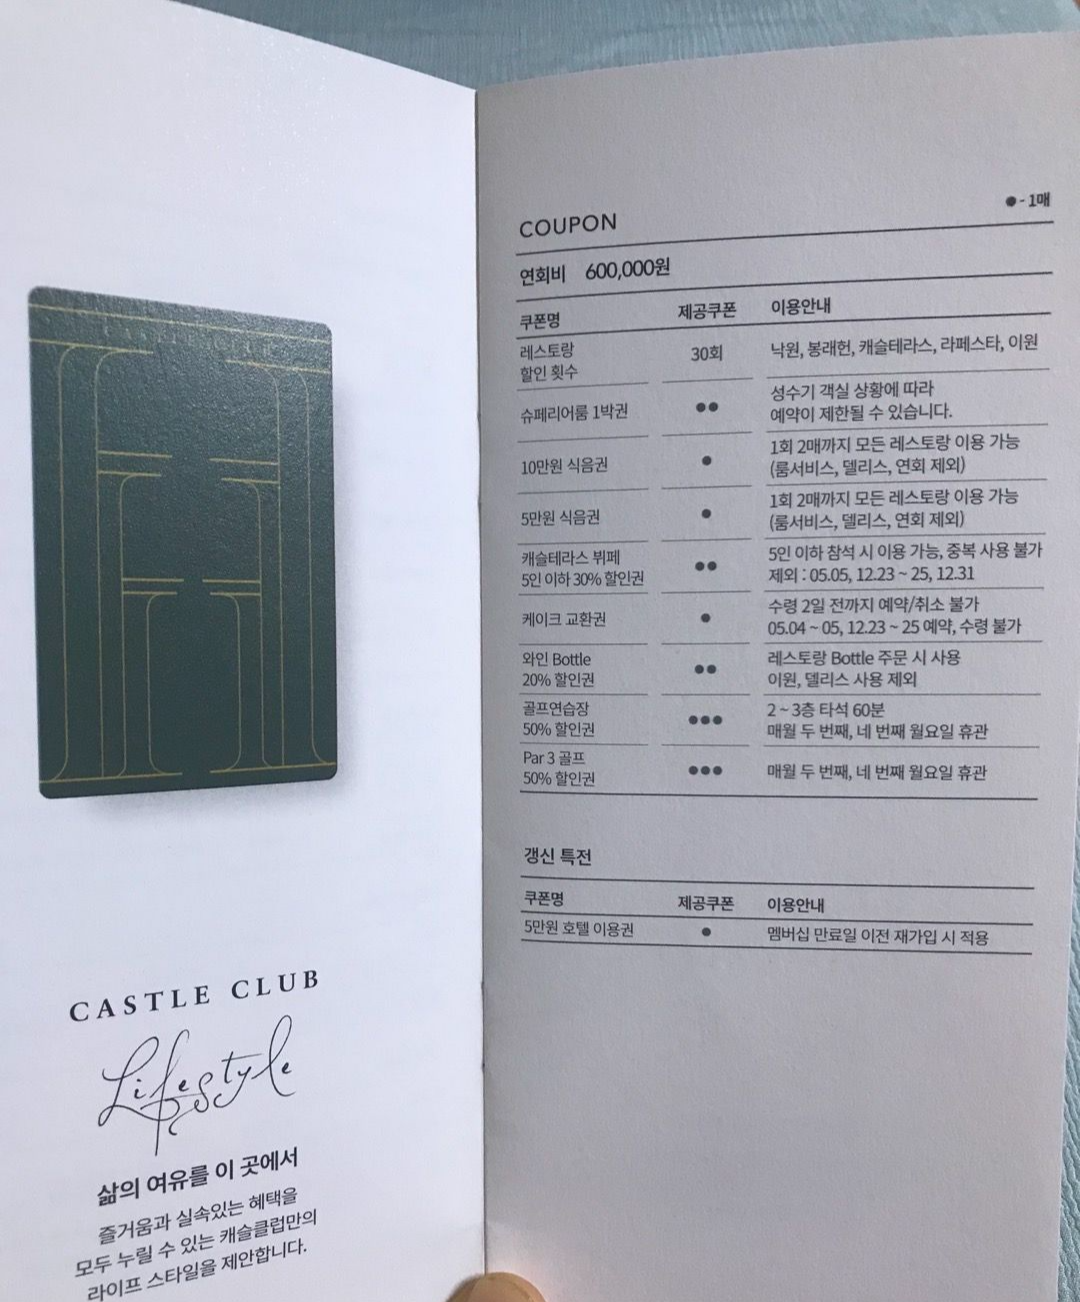 CASTLE CLUB
Lifestyle
삶의 여유를 이 곳에서
즐거움과 실속있는 혜택을
모두 누릴 수 있는 캐슬클럽만의
라이프 스타일을 제안합니다.
●- 1매
COUPON
연회비 600,000원
쿠폰명 제공쿠폰 이용안내
레스토랑
할인 횟수 30회 낙원, 봉래헌, 캐슬테라스, 라페스타, 이원
슈페리어룸 1박권 ●● 성수기 객실 상황에 따라
예약이 제한될 수 있습니다.
10만원 식음권 ● 1회 2매까지 모든 레스토랑 이용 가능
(룸서비스, 델리스, 연회 제외)
5만원 식음권 ● 1회 2매까지 모든 레스토랑 이용 가능
(룸서비스, 델리스, 연회 제외)
캐슬테라스 뷔페
5인 이하 30% 할인권 ●● 5인 이하 참석 시 이용 가능, 중복 사용 불가
제외 : 05.05, 12.23 ~ 25, 12.31
케이크 교환권 ● 수령 2일 전까지 예약/취소 불가
05.04 ~ 05, 12.23 ~ 25 예약, 수령 불가
와인 Bottle
20% 할인권 ●● 레스토랑 Bottle 주문 시 사용
이원, 델리스 사용 제외
골프연습장
50% 할인권 ●●● 2 ~ 3층 타석 60분
매월 두 번째, 네 번째 월요일 휴관
Par 3 골프
50% 할인권 ●●● 매월 두 번째, 네 번째 월요일 휴관
갱신 특전
쿠폰명 제공쿠폰 이용안내
5만원 호텔 이용권 ● 멤버십 만료일 이전 재가입 시 적용